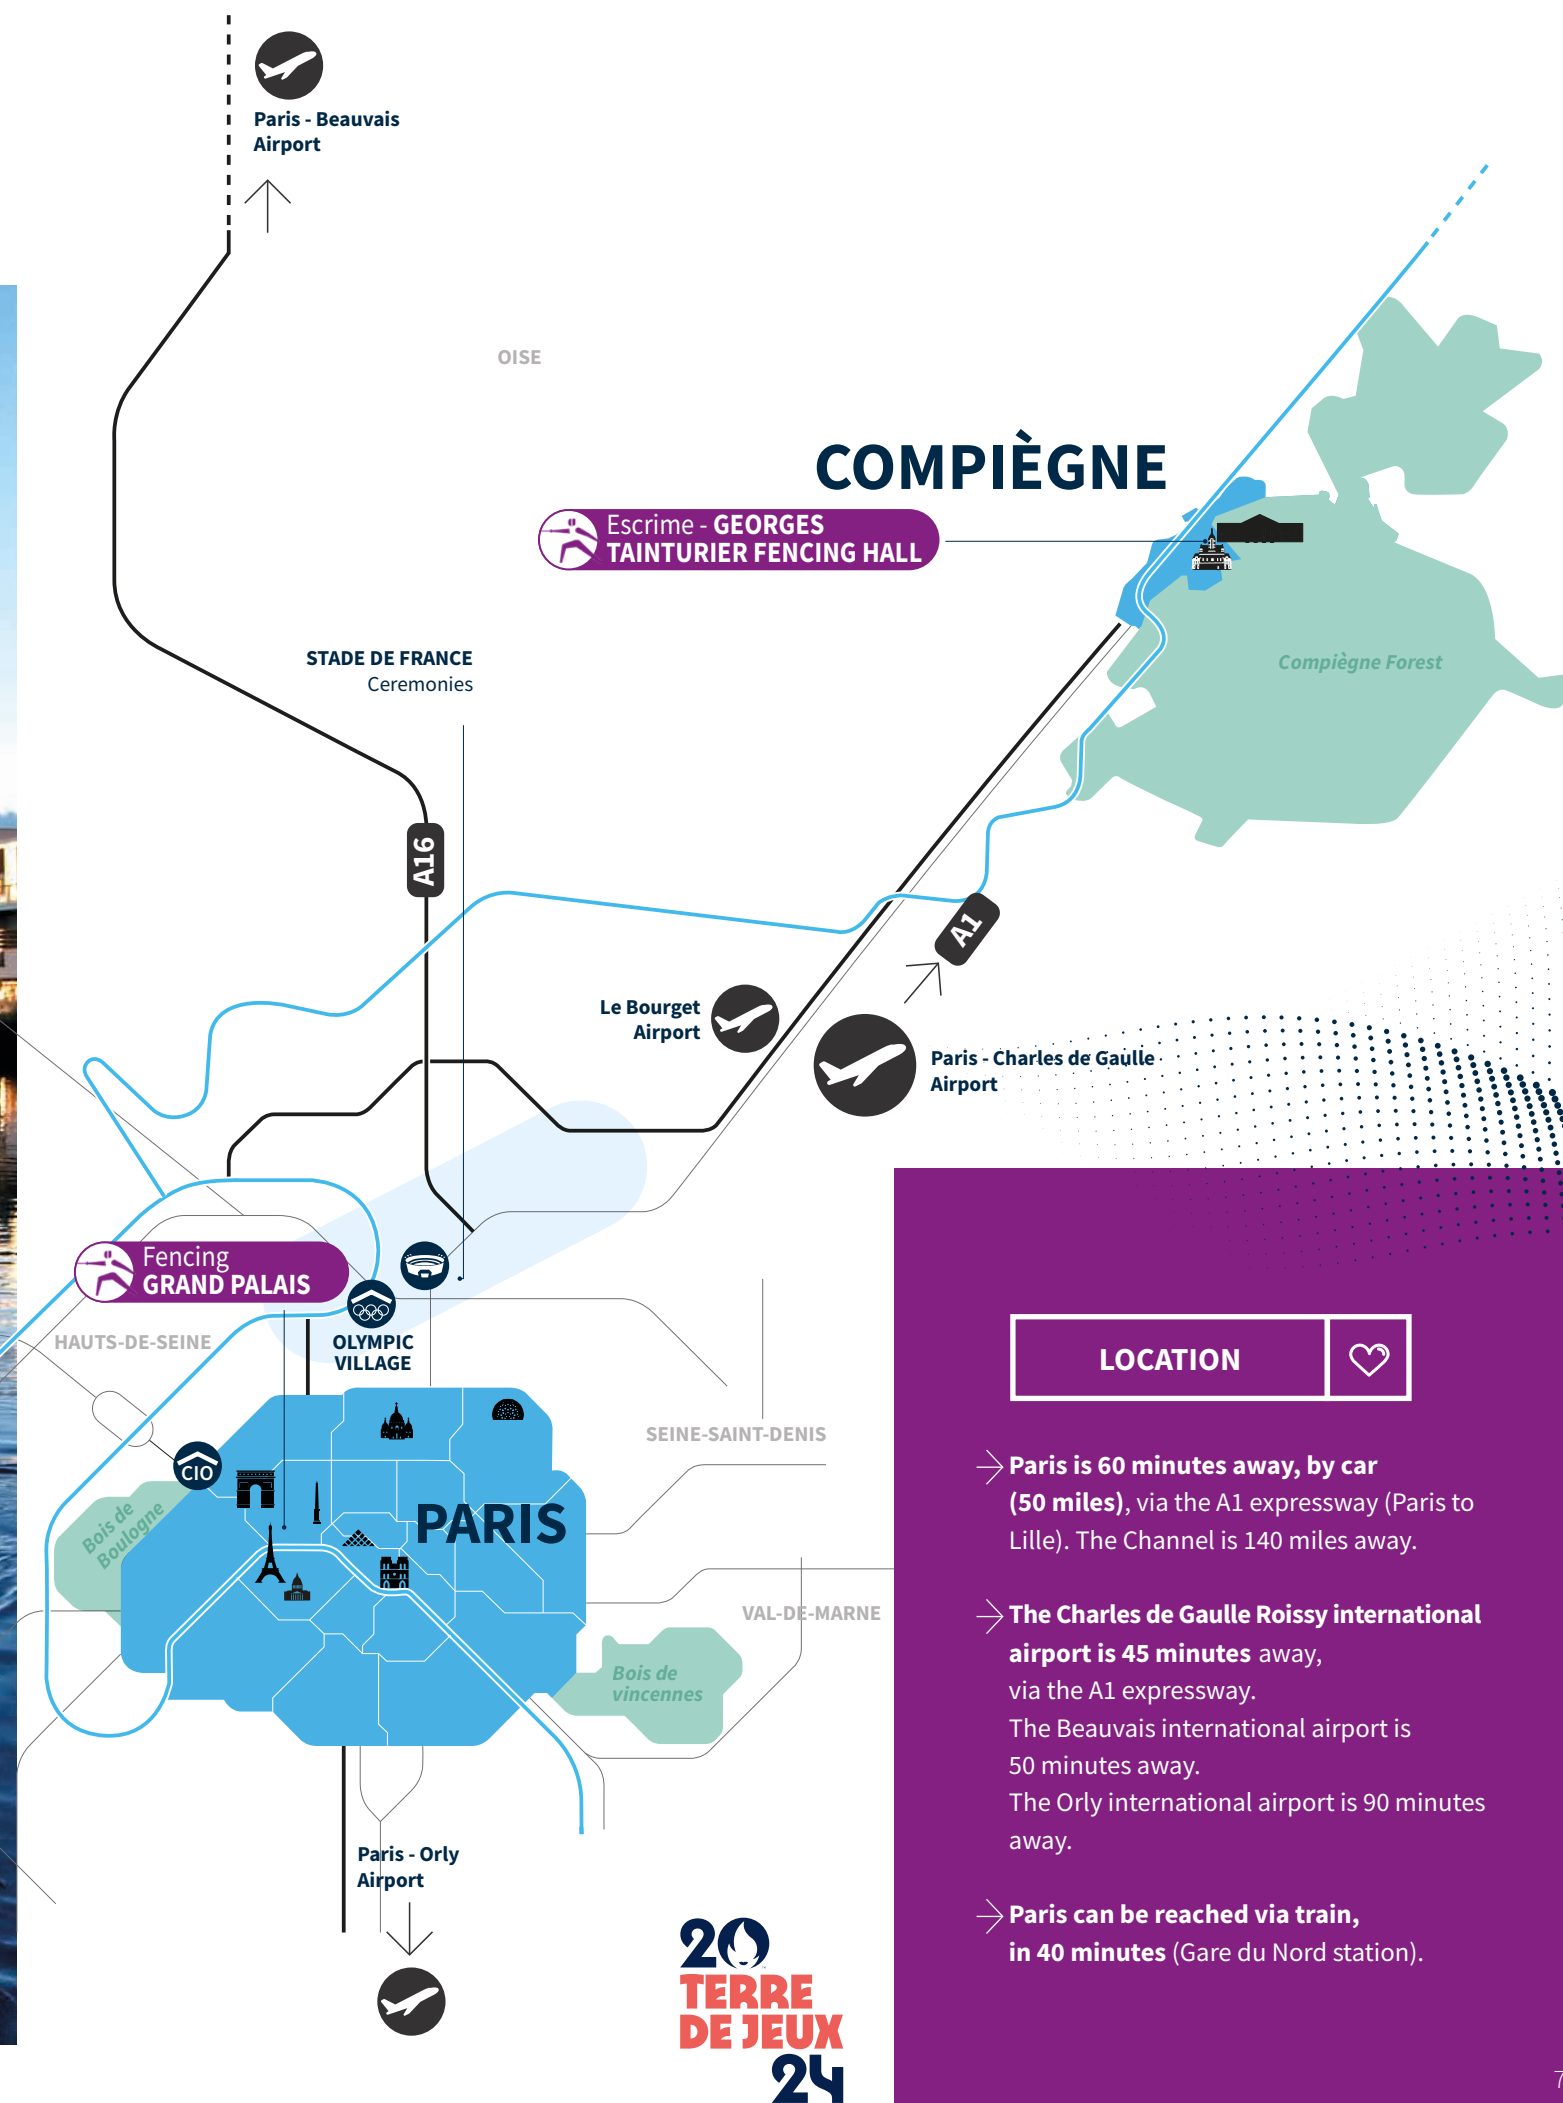 Paris - Beauvais
Airport
OISE
COMPIÈGNE
Escrime - GEORGES
TAINTURIER FENCING HALL
STADE DE FRANCE
Ceremonies
Compiègne Forest
A16
A1
Le Bourget
Airport
Paris - Charles de Gaulle
Airport
Fencing
GRAND PALAIS
HAUTS-DE-SEINE
OLYMPIC
VILLAGE
SEINE-SAINT-DENIS
CIO
PARIS
Bois de
Boulogne
VAL-DE-MARNE
Bois de
vincennes
Paris - Orly
Airport
20
TERRE
DE JEUX
24
LOCATION
Paris is 60 minutes away, by car
(50 miles), via the A1 expressway (Paris to
Lille). The Channel is 140 miles away.
The Charles de Gaulle Roissy international
airport is 45 minutes away,
via the A1 expressway.
The Beauvais international airport is
50 minutes away.
The Orly international airport is 90 minutes
away.
Paris can be reached via train,
in 40 minutes (Gare du Nord station).
7